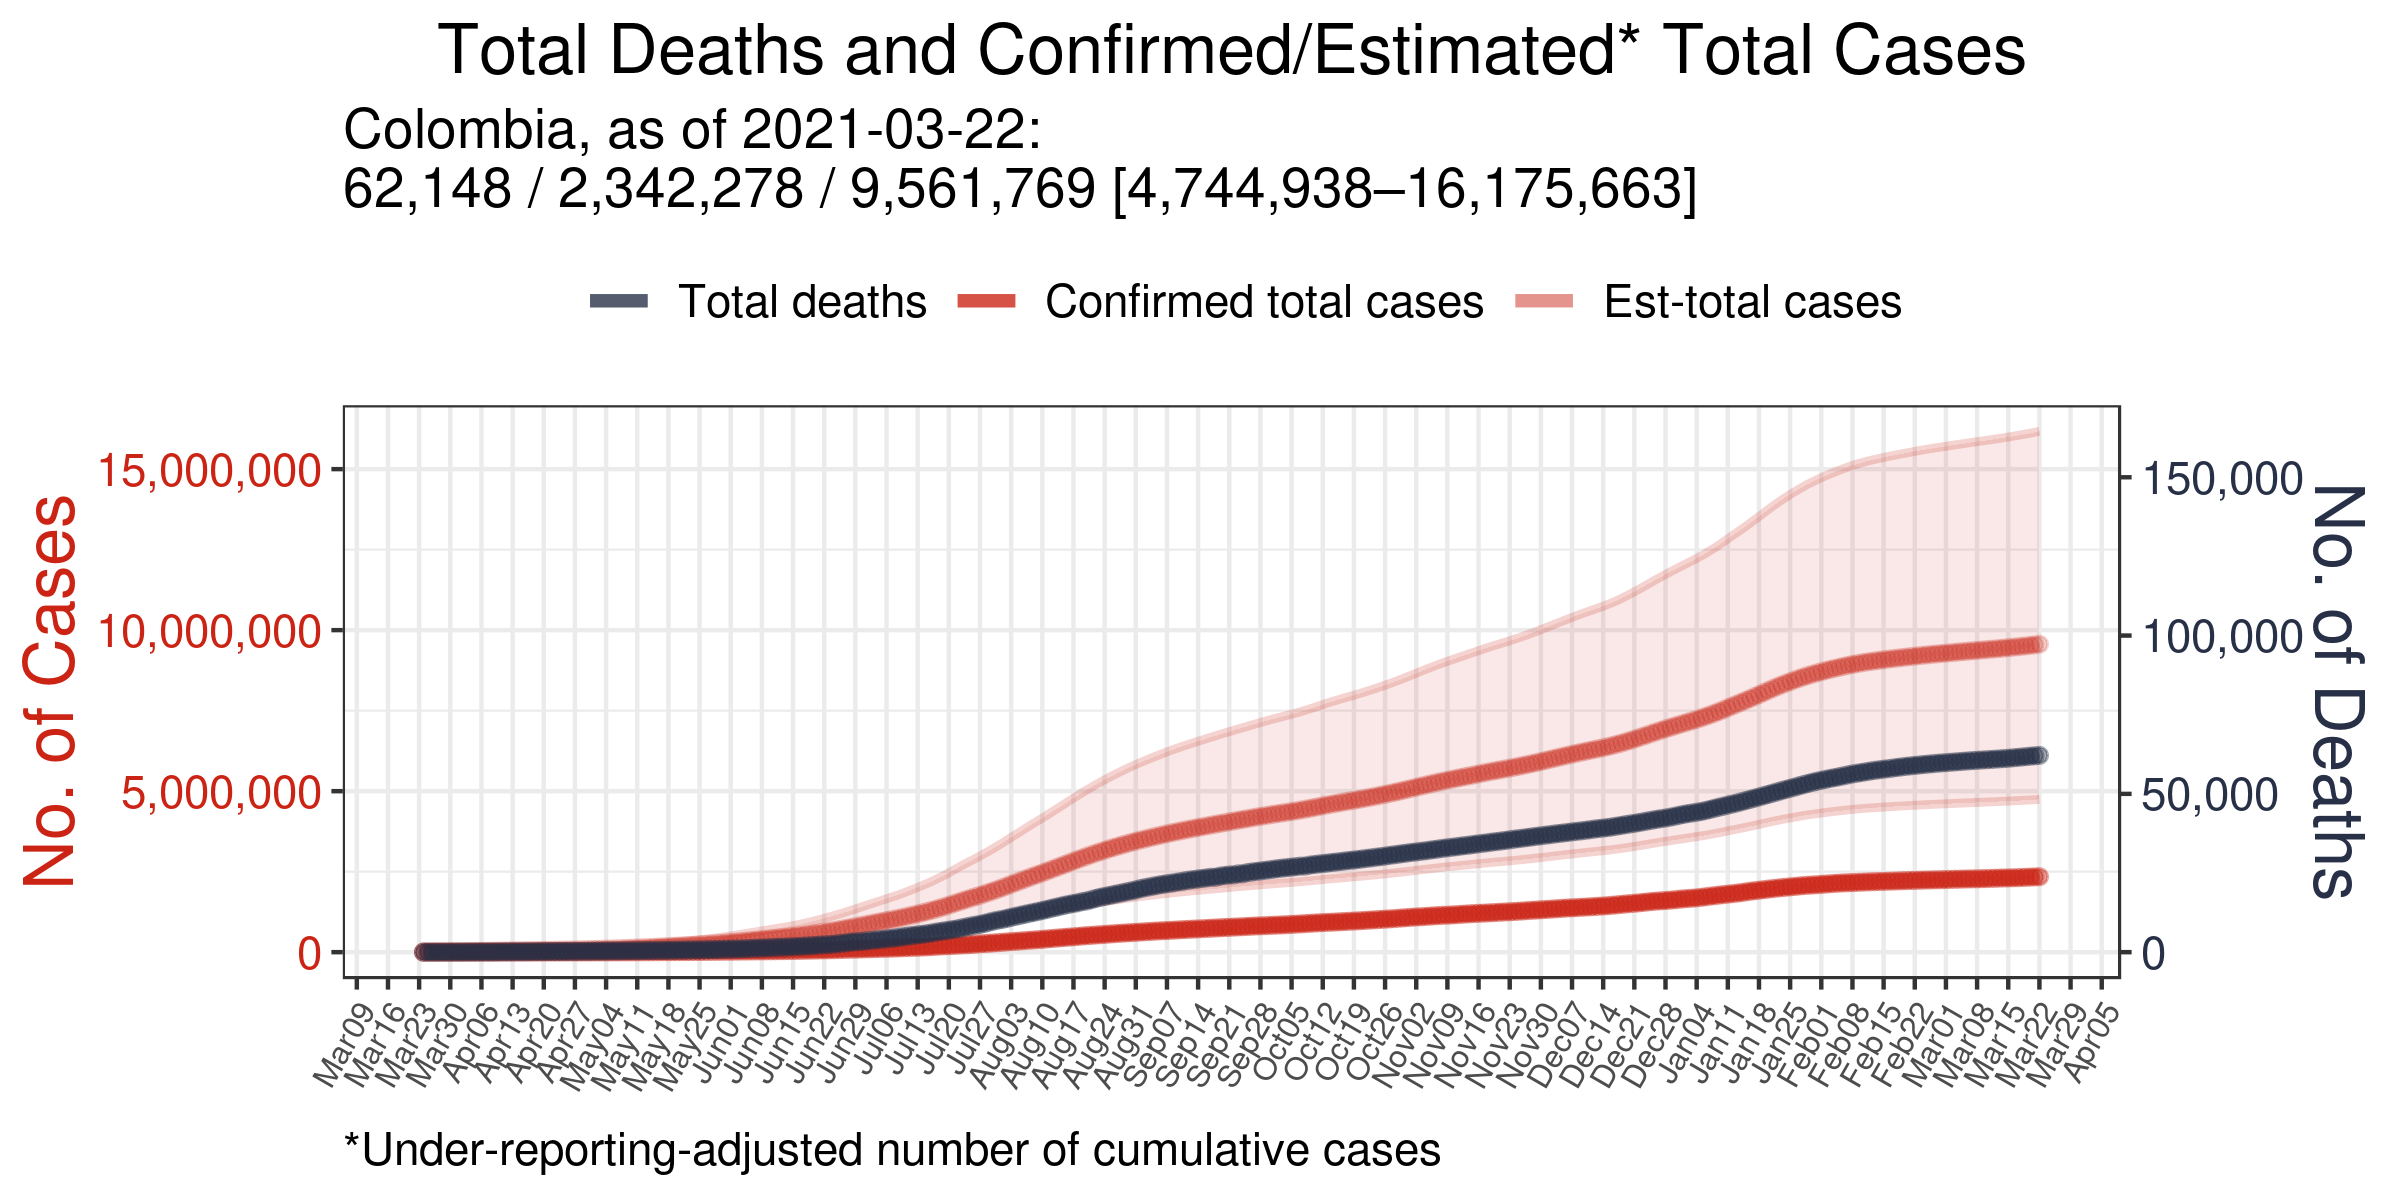 Total Deaths and Confirmed/Estimated* Total Cases
Colombia, as of 2021-03-22:
62,148 / 2,342,278 / 9,561,769 [4,744,938–16,175,663]
Total deaths
Confirmed total cases
Est-total cases
No. of Cases
15,000,000
10,000,000
5,000,000
0
150,000
100,000
50,000
0
No. of Deaths
Mar09
Mar16
Mar23
Mar30
Apr06
Apr13
Apr20
Apr27
May04
May11
May18
May25
Jun01
Jun08
Jun15
Jun22
Jun29
Jul06
Jul13
Jul20
Jul27
Aug03
Aug10
Aug17
Aug24
Aug31
Sep07
Sep14
Sep21
Sep28
Oct05
Oct12
Oct19
Oct26
Nov02
Nov09
Nov16
Nov23
Nov30
Dec07
Dec14
Dec21
Dec28
Jan04
Jan11
Jan18
Jan25
Feb01
Feb08
Feb15
Feb22
Mar01
Mar08
Mar15
Mar22
Mar29
Apr05
*Under-reporting-adjusted number of cumulative cases